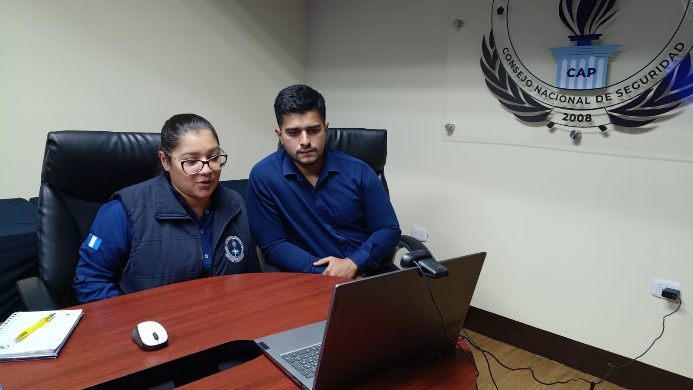 CAP
CONSEJO NACIONAL DE SEGURIDAD
2008